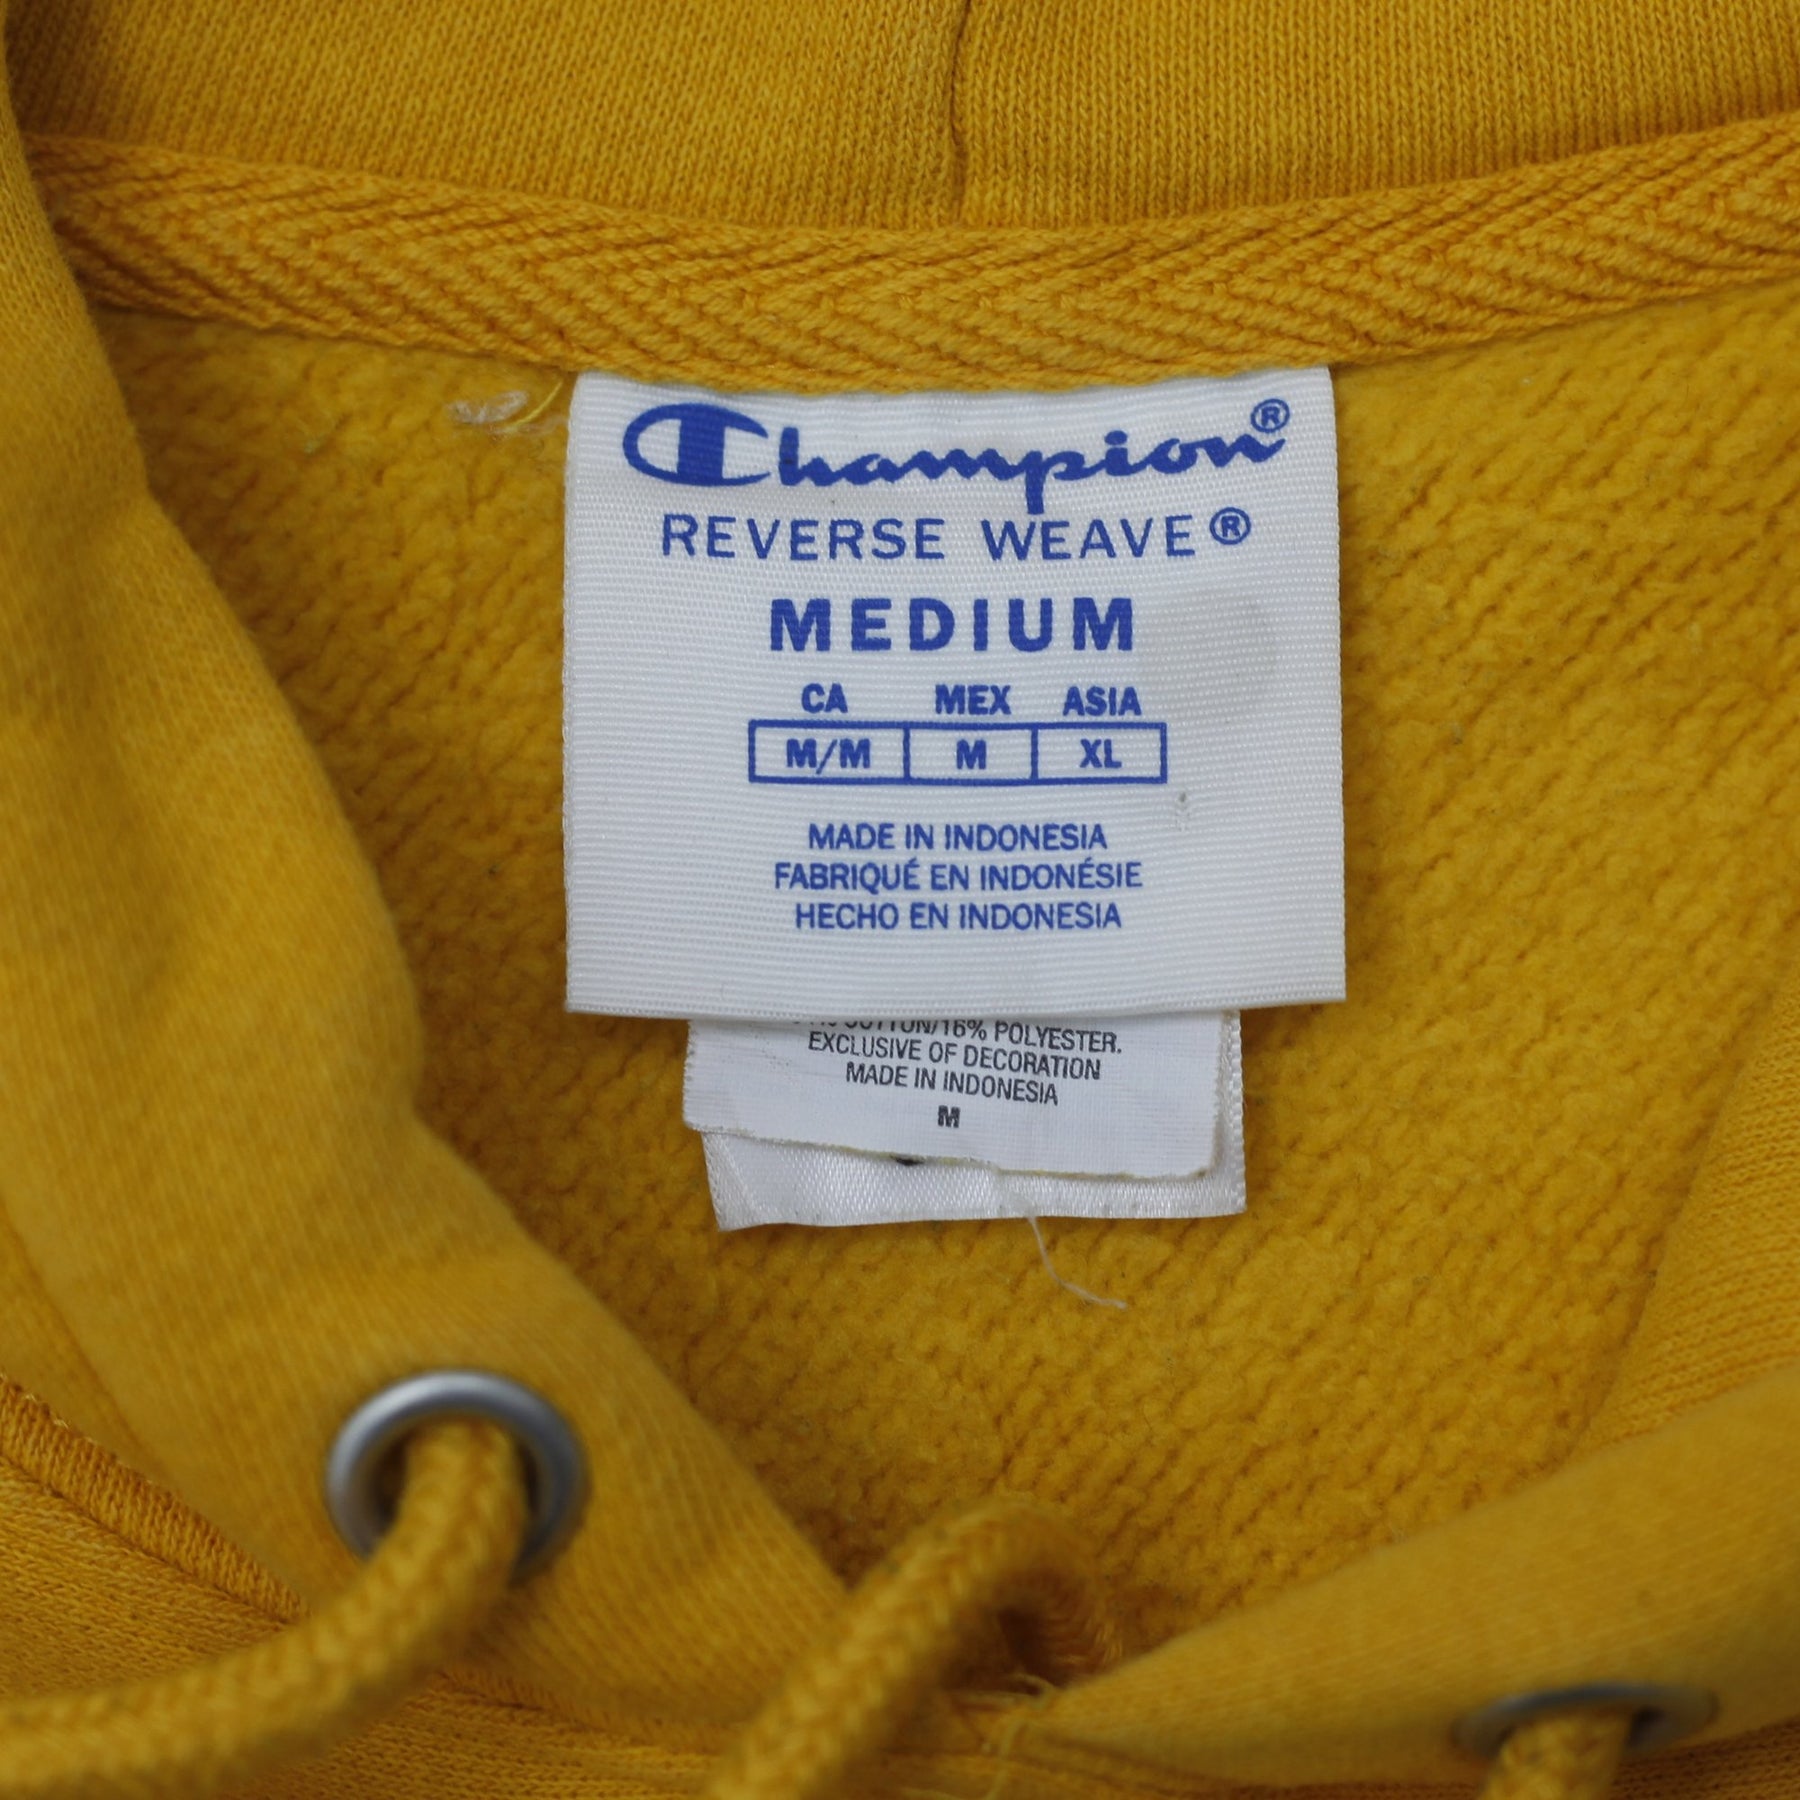 Champion®
REVERSE WEAVE®
MEDIUM
CA MEX ASIA
M/M M XL
MADE IN INDONESIA
FABRIQUÉ EN INDONÉSIE
HECHO EN INDONESIA
COTTON/16% POLYESTER.
EXCLUSIVE OF DECORATION
MADE IN INDONESIA
M